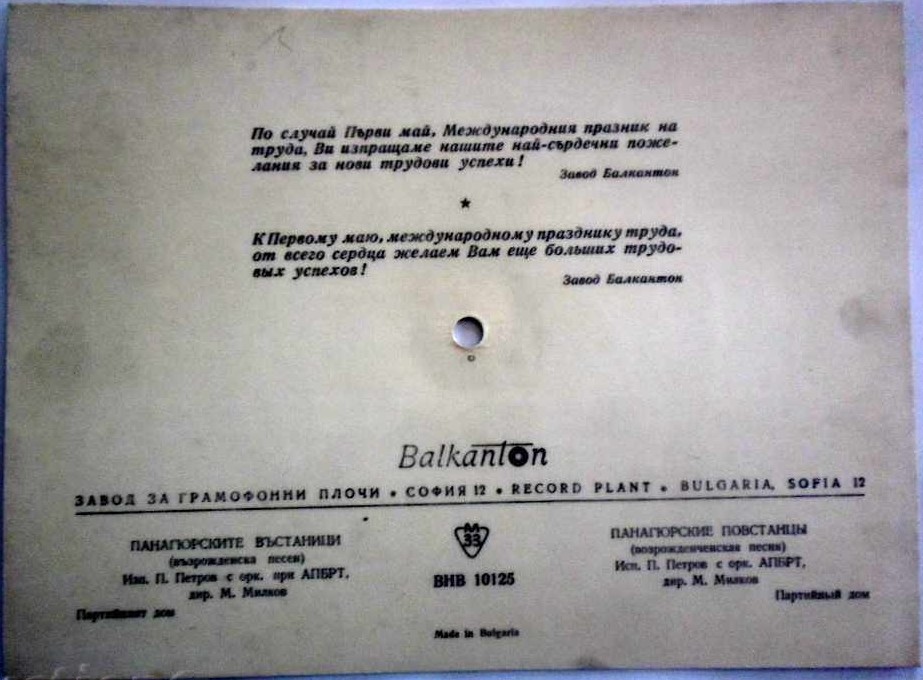 По случай Първи май, Международния празник на
труда, Ви изпращаме нашите най-сърдечни поже-
лания за нови трудови успехи!
Завод Балкантон
★
К Первому маю, международному празднику труда,
от всего сердца желаем Вам еще больших трудо-
вых успехов!
Завод Балкантон
Balkanton
ЗАВОД ЗА ГРАМОФОННИ ПЛОЧИ • СОФИЯ 12 • RECORD PLANT • BULGARIA, SOFIA 12
ПАНАГЮРСКИТЕ ВЪСТАНИЦИ
(възрожденска песен)
Изп. П. Петров с орк. при АПБРТ,
дир. М. Милков
Партийният дом
М
33
ВНВ 10125
Made in Bulgaria
ПАНАГЮРСКИЕ ПОВСТАНЦЫ
(возрожденческая песня)
Исп. П. Петров с орк. АПБРТ,
дир. М. Милков
Партийный дом